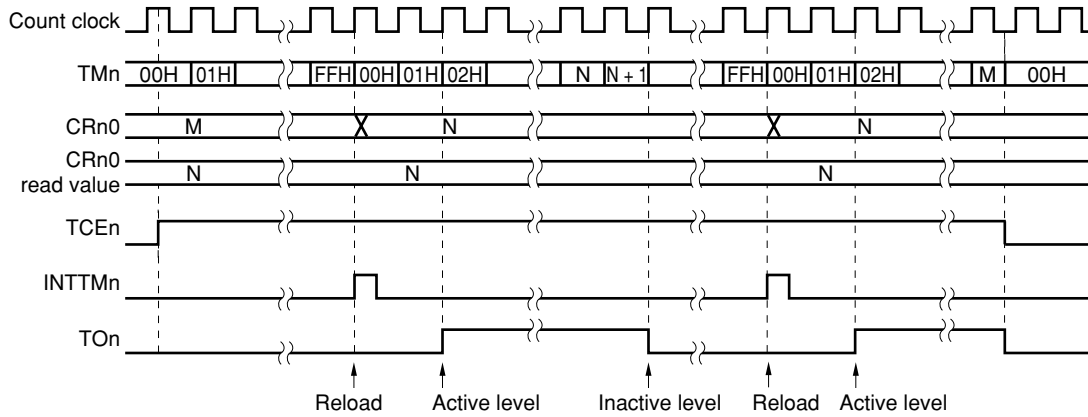 Count clock
TMn 00H 01H FFH 00H 01H 02H N N + 1 FFH 00H 01H 02H M 00H
CRn0 M X N X N
CRn0
read value N N N
TCEn
INTTMn
TOn
Reload Active level Inactive level Reload Active level